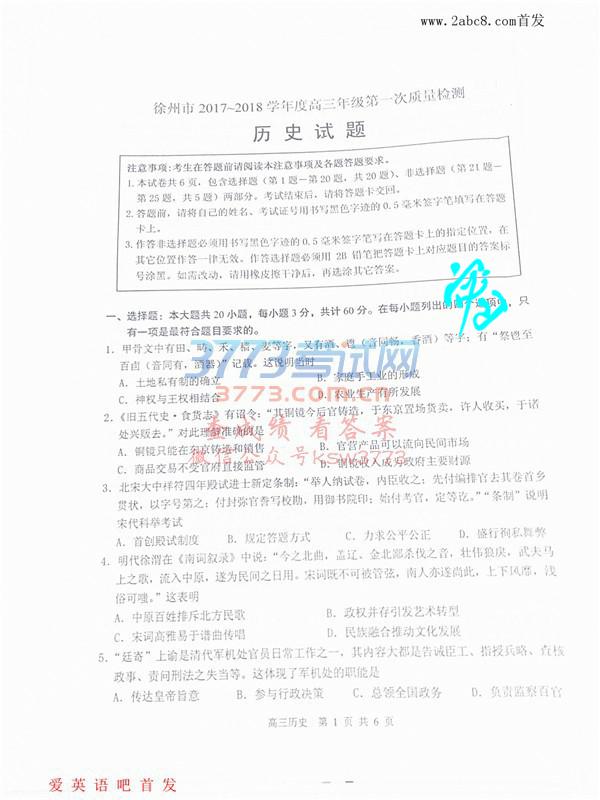 www.2abc8.com首发
徐州市 2017~2018 学年度高三年级第一次质量检测
历史试题
注意事项:考生在答题前请阅读本注意事项及各题答题要求。
1.本试卷共6页，包含选择题（第1题－第20题，共20题）、非选择题（第21题－
第25题，共5题）两部分。考试结束后，请将答题卡交回。
2.答题前，请将自己的姓名、考试证号用书写黑色字迹的0.5毫米签字笔填写在答题
卡上。
3.作答非选择题必须用书写黑色字迹的0.5毫米签字笔写在答题卡上的指定位置，在
其它位置作答一律无效。作答选择题必须用2B铅笔把答题卡上对应题目的答案标
号涂黑。如需改动，请用橡皮擦干净后，再选涂其它答案。
一、选择题：本大题共20小题，每小题3分，共计60分。在每小题列出的四个选项中，只
有一项是最符合题目要求的。
1．甲骨文中有田、畴、禾、穑、麦等字，又有酒、鬯（音同畅，香酒）等字；有“祭鬯至
百卣（音同有，酒器）”记载。这说明当时
A．土地私有制的确立 B．家庭手工业的形成
C．神权与王权相结合 D．农业生产有所发展
3773考试网
3773.com.cn
查成绩 看答案
微信公众号ksw3773
2．《旧五代史·食货志》有诏令：“其铜镜今后官铸造，于东京置场货卖，许人收买，于诸
处兴贩去。”对此理解准确的是
A．铜镜只能在东京铸造和销售 B．官营产品可以流向民间市场
C．商品交易不受官府直接监管 D．铜镜收入成为政府主要财源
3．北宋大中祥符四年殿试进士新定条制：“举人纳试卷，内臣收之；先付编排官去其卷首乡
贯状，以字号第之；付封弥官誊写校勘，用御书院印；始付考官，定等讫。”“条制”说明
宋代科举考试
A．首创殿试制度 B．规定答题方式 C．力求公平公正 D．盛行徇私舞弊
4．明代徐渭在《南词叙录》中说：“今之北曲，盖辽、金北鄙杀伐之音，壮伟狠戾，武夫马
上之歌，流入中原，遂为民间之日用。宋词既不可被管弦，南人亦遂尚此，上下风靡，浅
俗可嗤。”这表明
A．中原百姓排斥北方民歌 B．政权并存引发艺术转型
C．宋词高雅易于谱曲传唱 D．民族融合推动文化发展
5．“廷寄”上谕是清代军机处官员日常工作之一，其内容大都是告诫臣工、指授兵略、查核
政事、责问刑法之失当等。这体现了军机处的职能是
A．传达皇帝旨意 B．参与行政决策 C．总领全国政务 D．负责监察百官
高三历史 第1页 共6页
爱英语吧首发